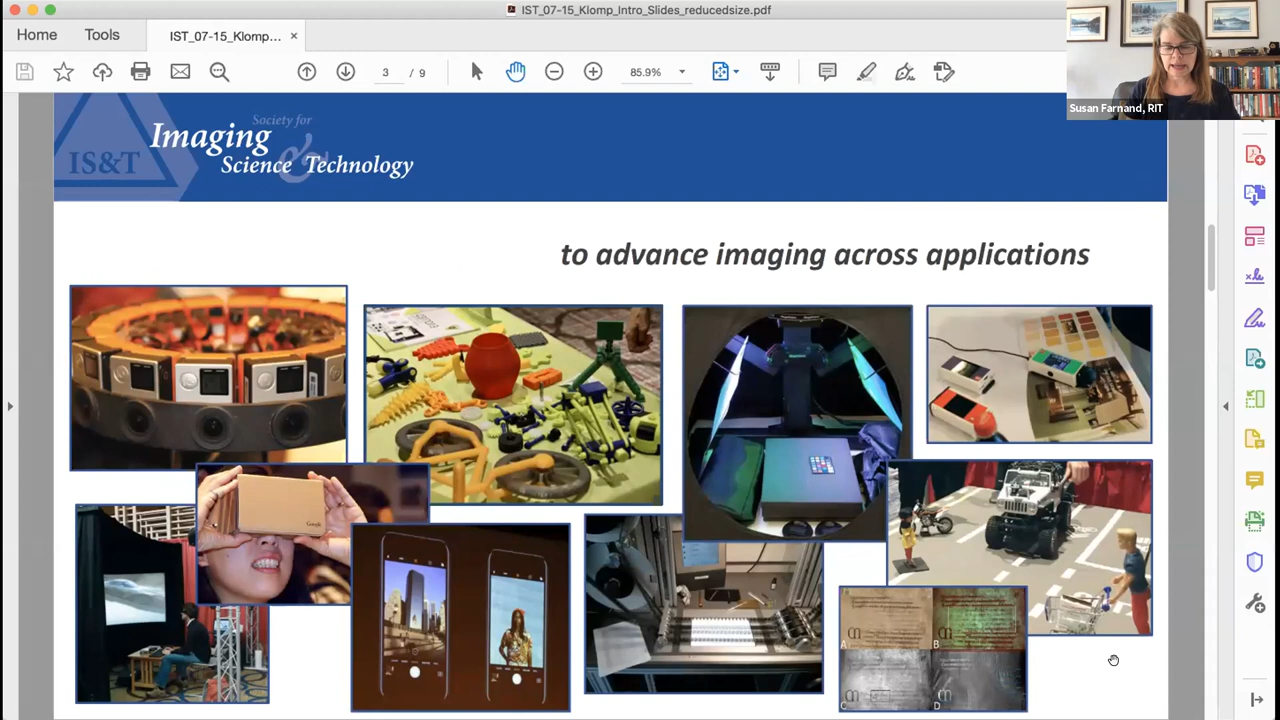 IST_07-15_Klomp_Intro_Slides_reducedsize.pdf
Home
Tools
IST_07-15_Klomp...
3
/ 9
85.9%
Susan Farnand, RIT
IS&T
Society for
Imaging
&
Science Technology
to advance imaging across applications
Google
A
B
C
D